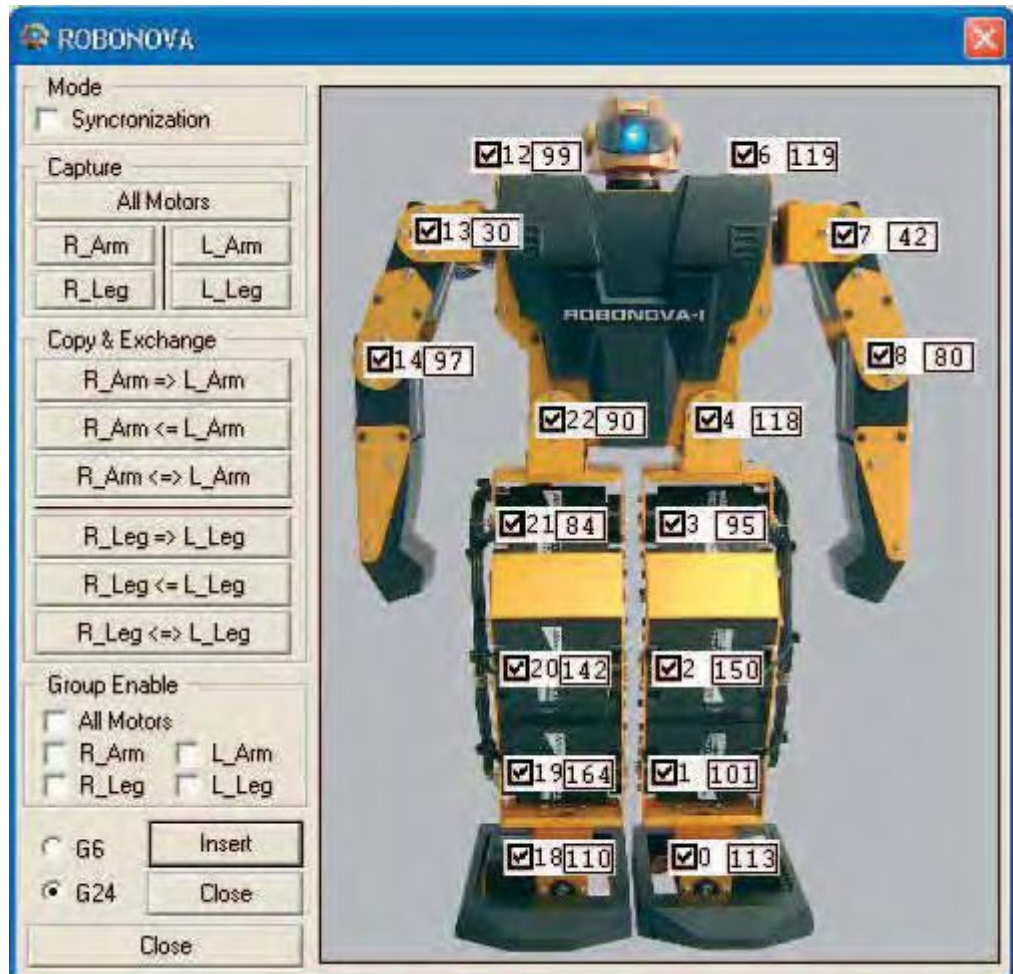 ROBONOVA
Mode
Syncronization
Capture
All Motors
R_Arm L_Arm
R_Leg L_Leg
Copy & Exchange
R_Arm => L_Arm
R_Arm <= L_Arm
R_Arm <=> L_Arm
R_Leg => L_Leg
R_Leg <= L_Leg
R_Leg <=> L_Leg
Group Enable
All Motors
R_Arm L_Arm
R_Leg L_Leg
G6 Insert
G24 Close
Close
12 99 6 119
13 30 7 42
ROBONOVA-I
14 97 8 80
22 90 4 118
21 84 3 95
20 142 2 150
19 164 1 101
18 110 0 113